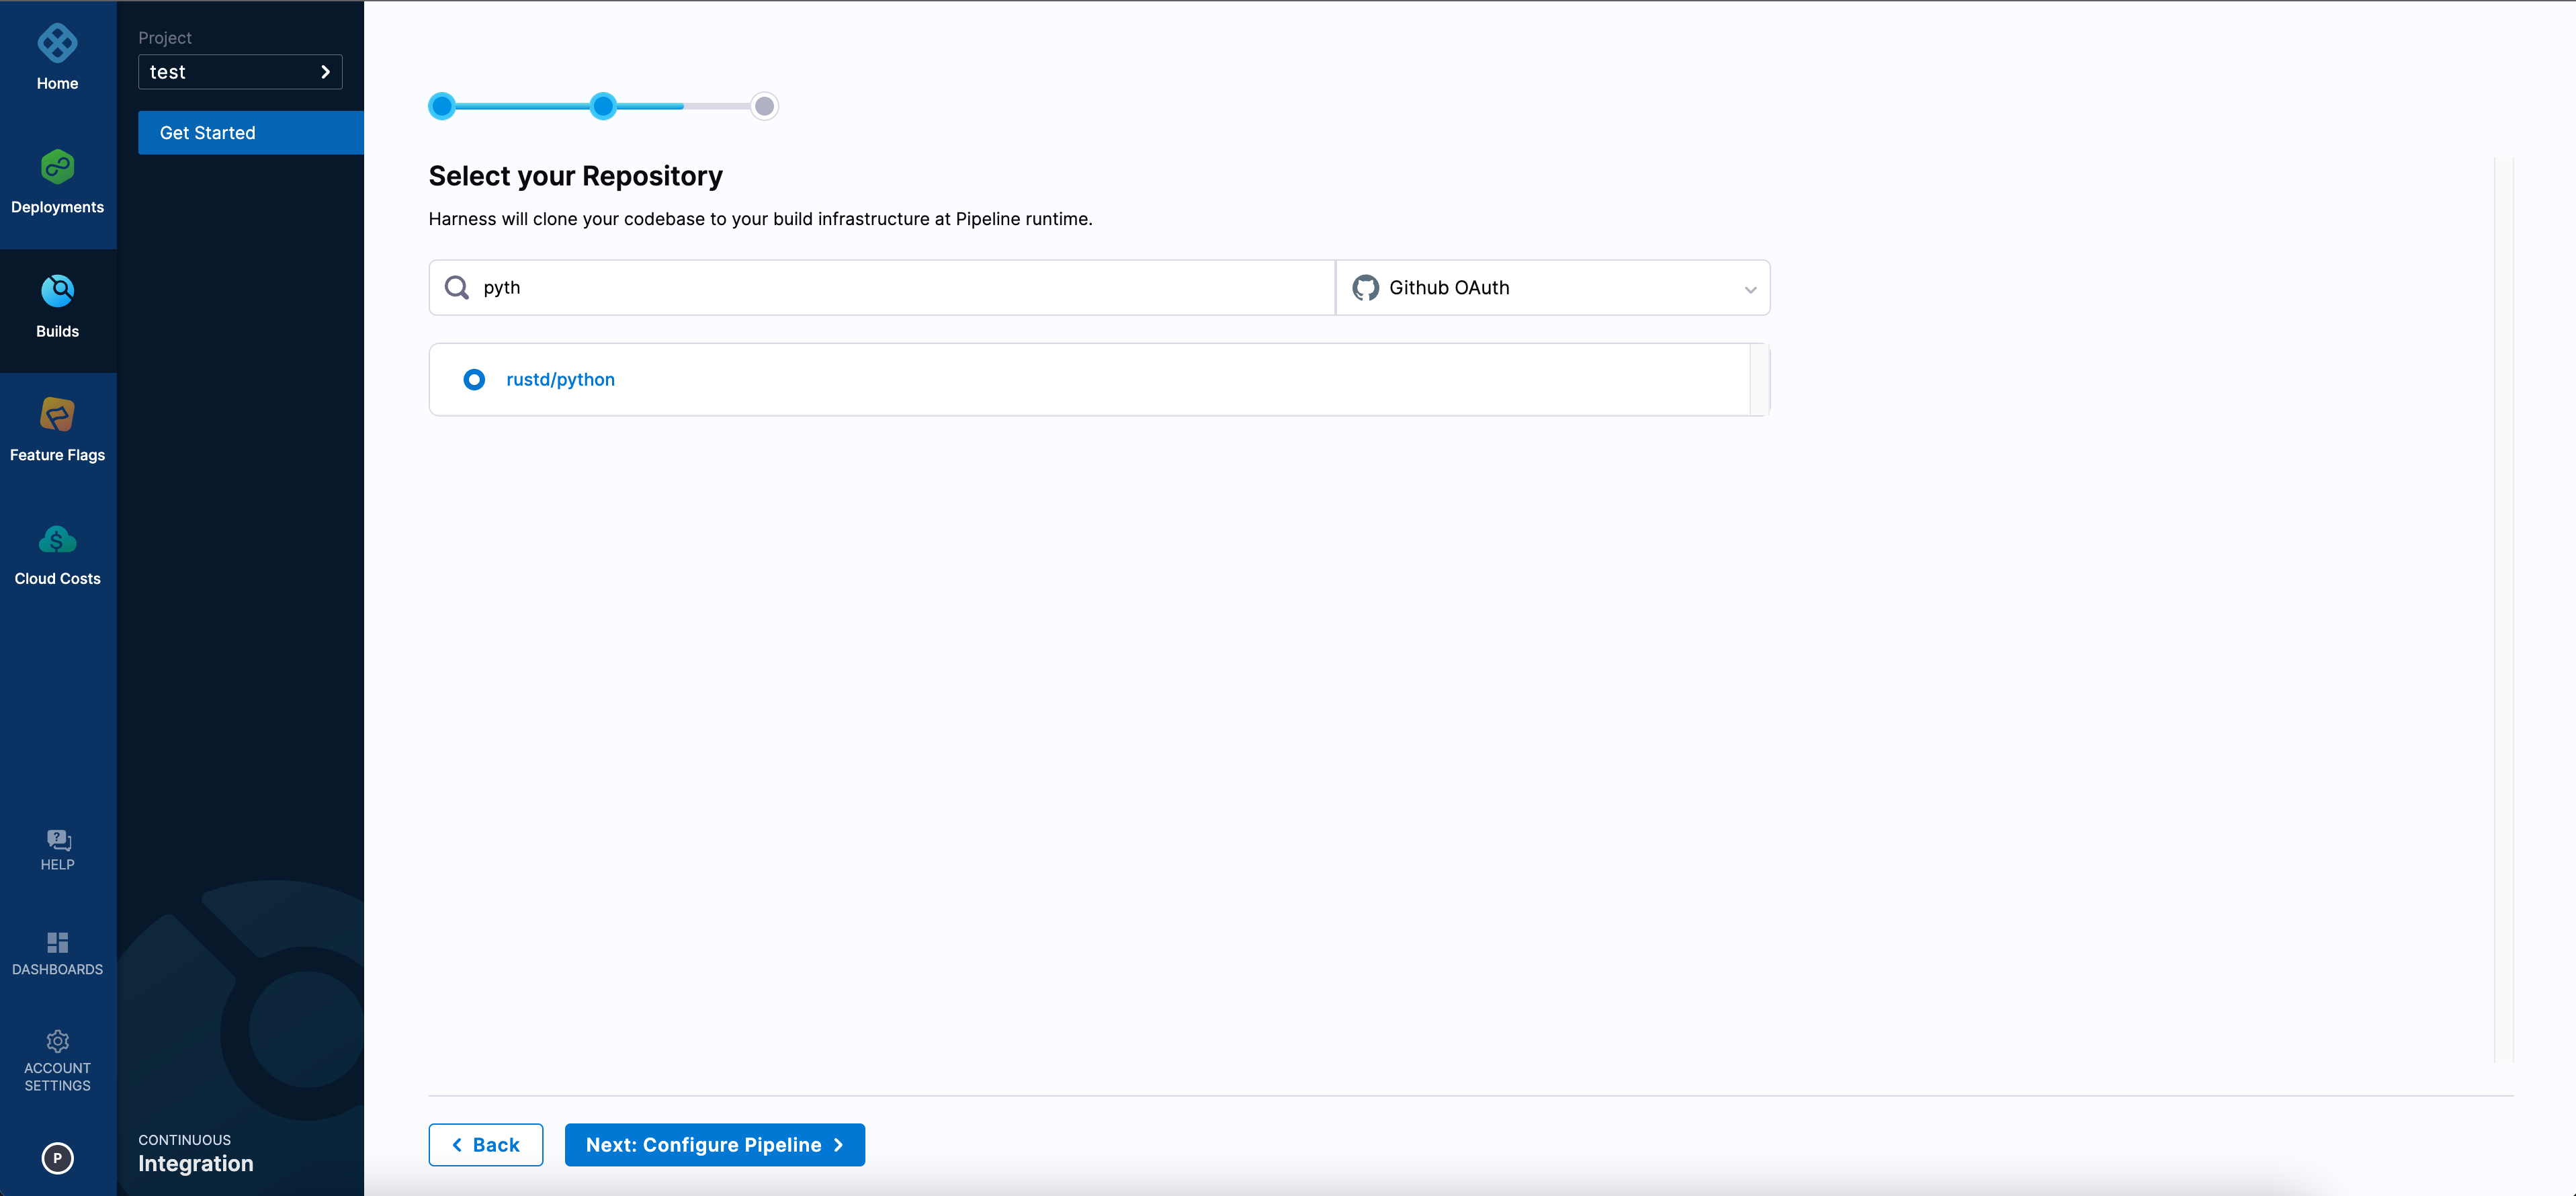 Home
Deployments
Builds
Feature Flags
Cloud Costs
HELP
DASHBOARDS
ACCOUNT
SETTINGS
P
Project
test
Get Started
CONTINUOUS
Integration
Select your Repository
Harness will clone your codebase to your build infrastructure at Pipeline runtime.
pyth
Github OAuth
rustd/python
Back
Next: Configure Pipeline